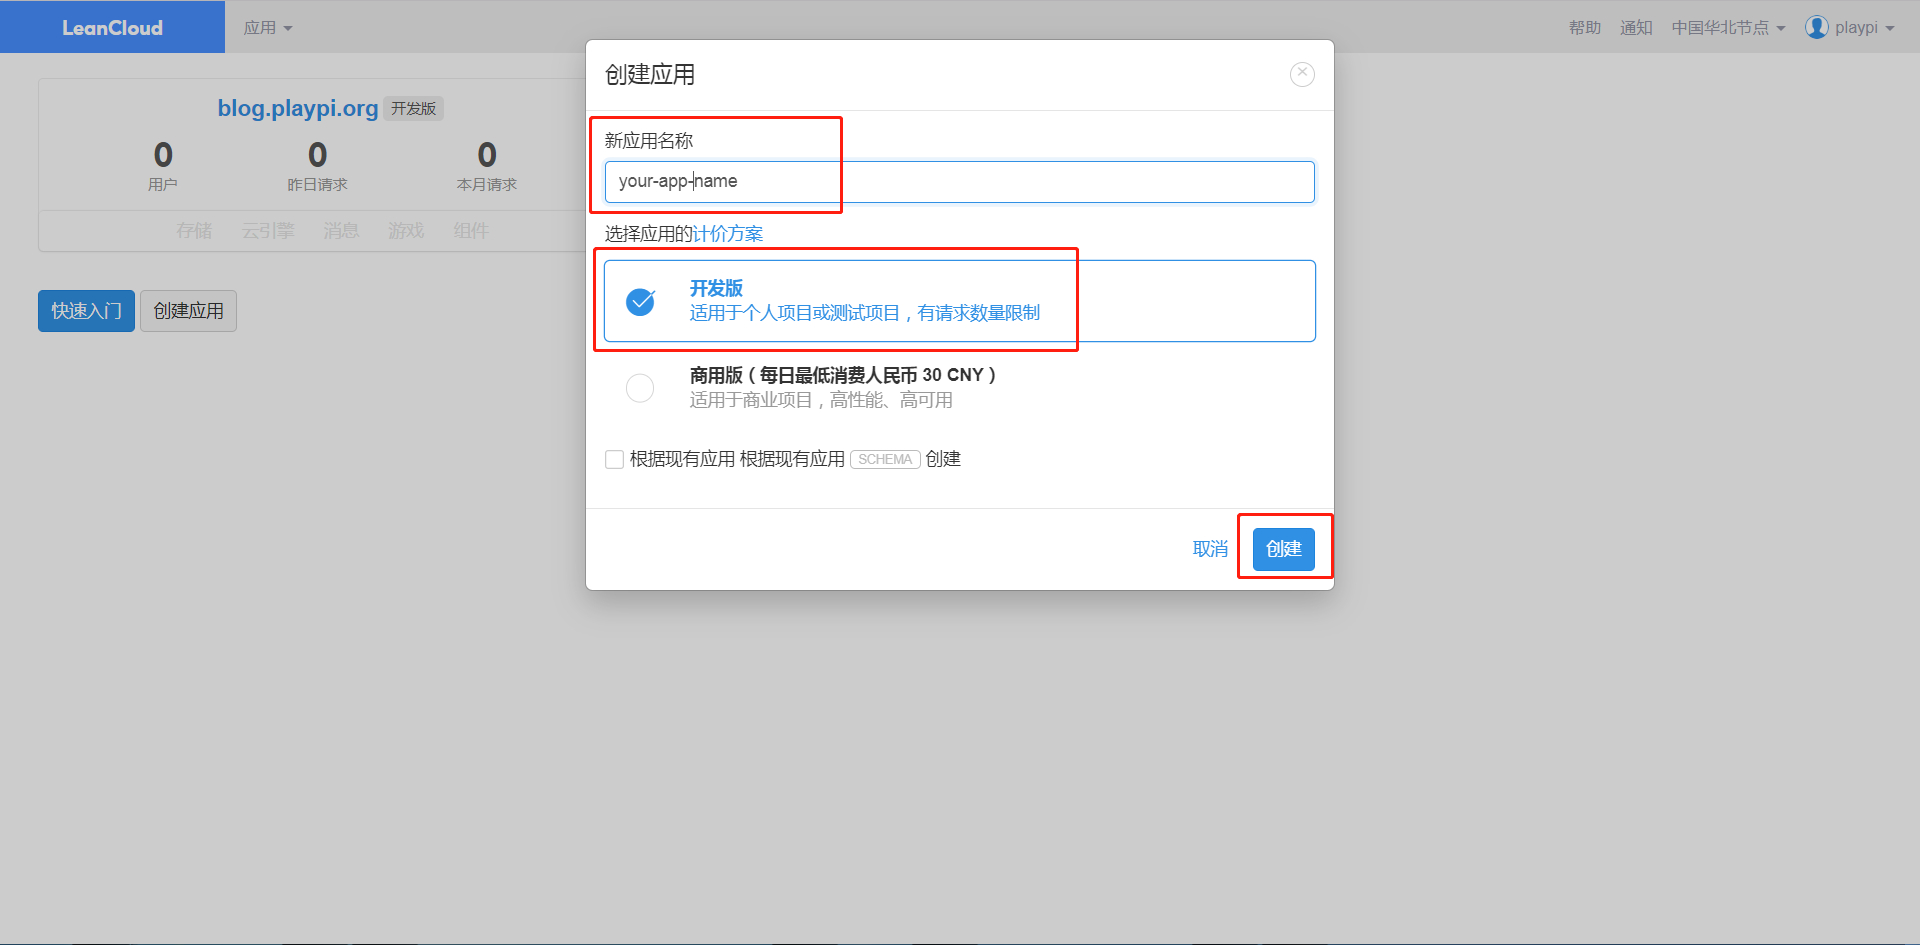 LeanCloud
应用
帮助 通知 中国华北节点 playpi
blog.playpi.org 开发版
0 0 0
用户 昨日请求 本月请求
存储 云引擎 消息 游戏 组件
快速入门 创建应用
创建应用
新应用名称
your-app-name
选择应用的计价方案
开发版
适用于个人项目或测试项目，有请求数量限制
商用版（每日最低消费人民币 30 CNY）
适用于商业项目，高性能、高可用
根据现有应用 根据现有应用 SCHEMA 创建
取消 创建